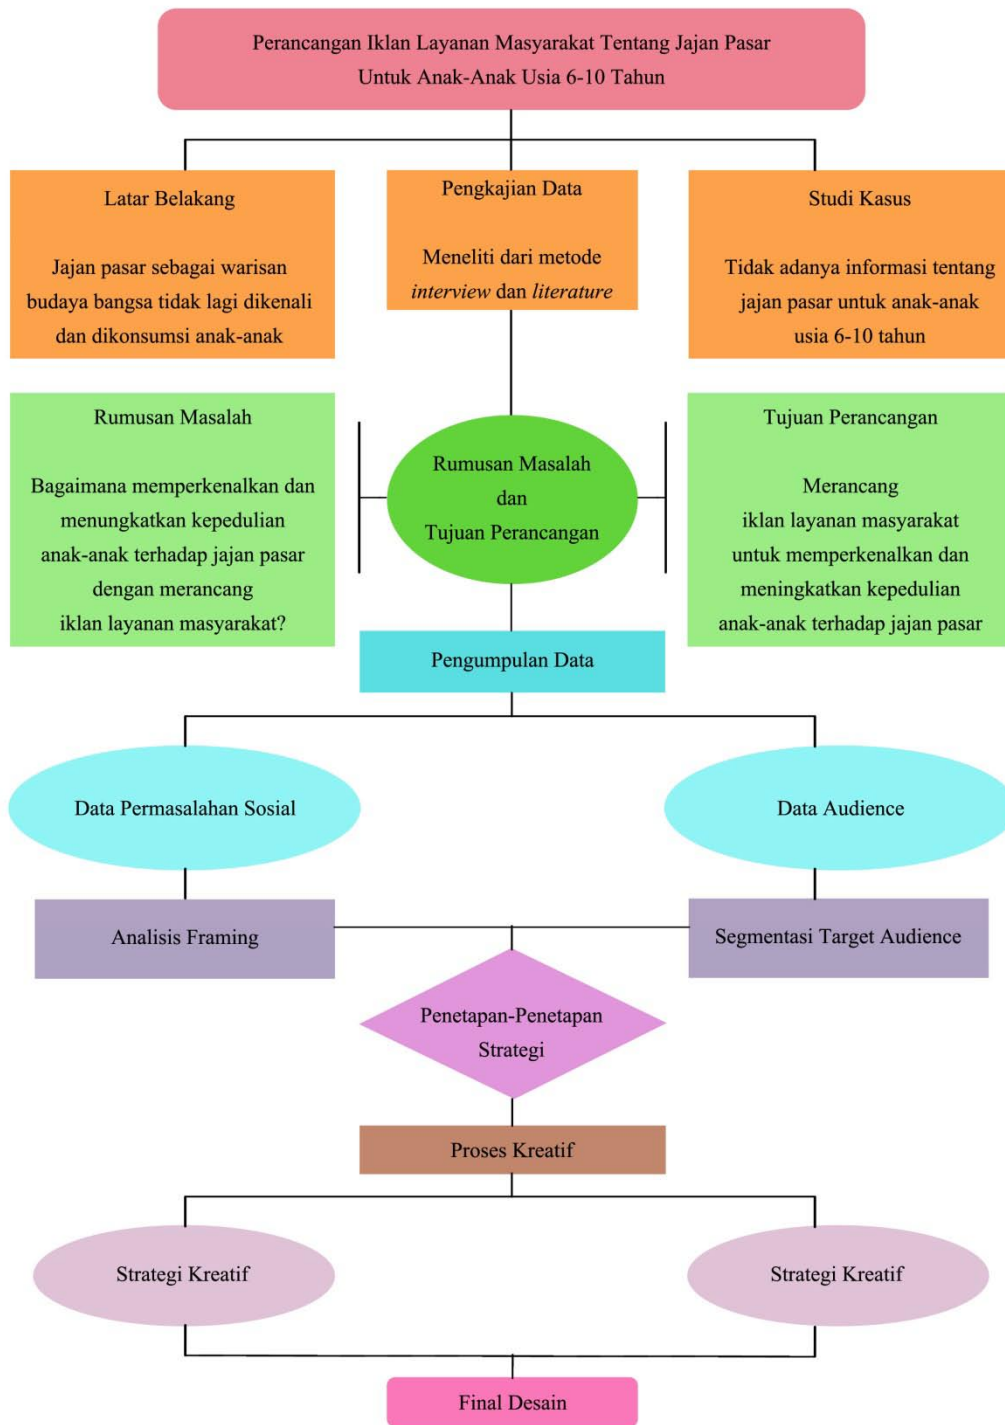 Perancangan Iklan Layanan Masyarakat Tentang Jajan Pasar
Untuk Anak-Anak Usia 6-10 Tahun
Latar Belakang
Jajan pasar sebagai warisan
budaya bangsa tidak lagi dikenali
dan dikonsumsi anak-anak
Pengkajian Data
Meneliti dari metode
interview dan literature
Studi Kasus
Tidak adanya informasi tentang
jajan pasar untuk anak-anak
usia 6-10 tahun
Rumusan Masalah
Bagaimana memperkenalkan dan
menungkatkan kepedulian
anak-anak terhadap jajan pasar
dengan merancang
iklan layanan masyarakat?
Rumusan Masalah
dan
Tujuan Perancangan
Tujuan Perancangan
Merancang
iklan layanan masyarakat
untuk memperkenalkan dan
meningkatkan kepedulian
anak-anak terhadap jajan pasar
Pengumpulan Data
Data Permasalahan Sosial
Data Audience
Analisis Framing
Segmentasi Target Audience
Penetapan-Penetapan
Strategi
Proses Kreatif
Strategi Kreatif
Strategi Kreatif
Final Desain